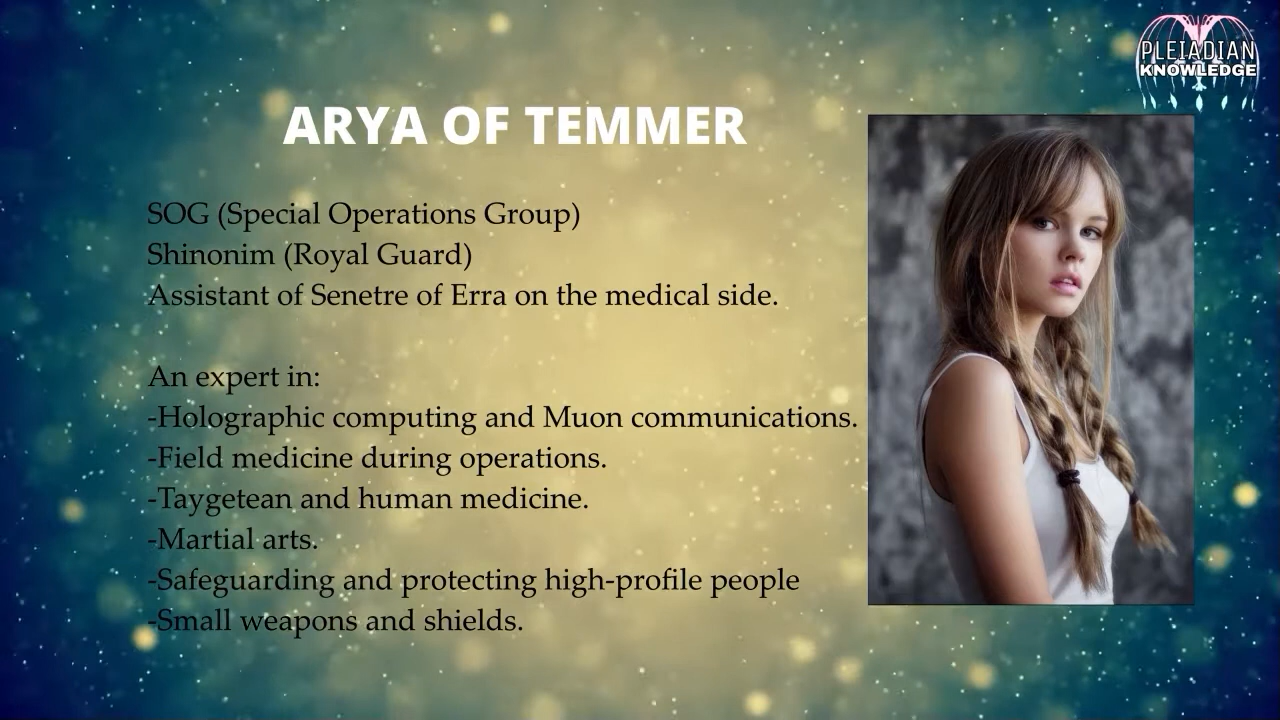 PLEIADIAN
KNOWLEDGE
ARYA OF TEMMER
SOG (Special Operations Group)
Shinonim (Royal Guard)
Assistant of Senetre of Erra on the medical side.
An expert in:
-Holographic computing and Muon communications.
-Field medicine during operations.
-Taygetean and human medicine.
-Martial arts.
-Safeguarding and protecting high-profile people
-Small weapons and shields.